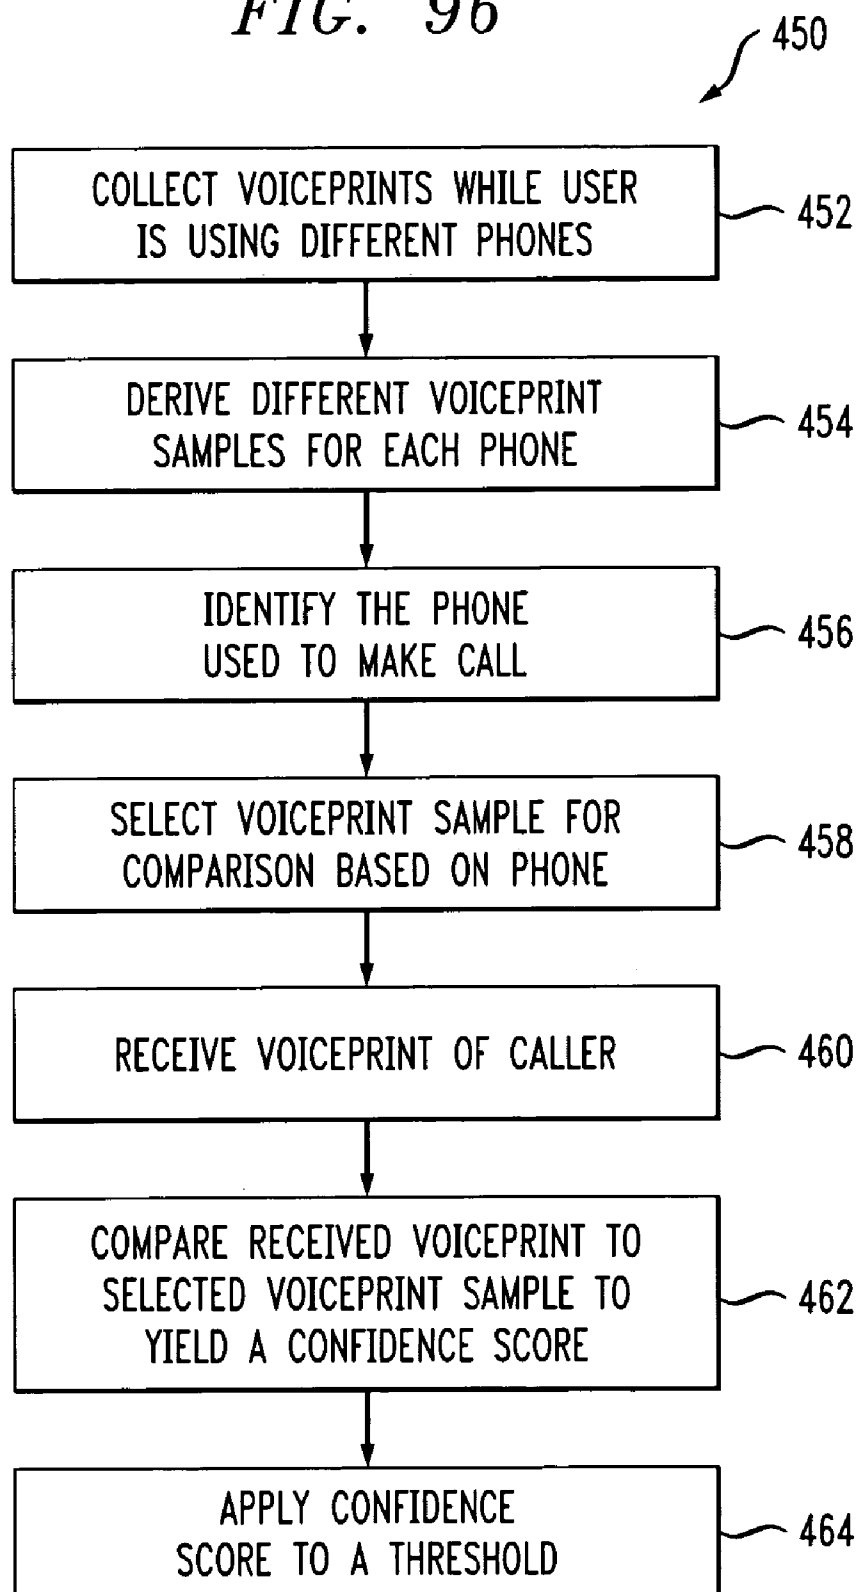 FIG. 96
450
COLLECT VOICEPRINTS WHILE USER
IS USING DIFFERENT PHONES
452
DERIVE DIFFERENT VOICEPRINT
SAMPLES FOR EACH PHONE
454
IDENTIFY THE PHONE
USED TO MAKE CALL
456
SELECT VOICEPRINT SAMPLE FOR
COMPARISON BASED ON PHONE
458
RECEIVE VOICEPRINT OF CALLER
460
COMPARE RECEIVED VOICEPRINT TO
SELECTED VOICEPRINT SAMPLE TO
YIELD A CONFIDENCE SCORE
462
APPLY CONFIDENCE
SCORE TO A THRESHOLD
464